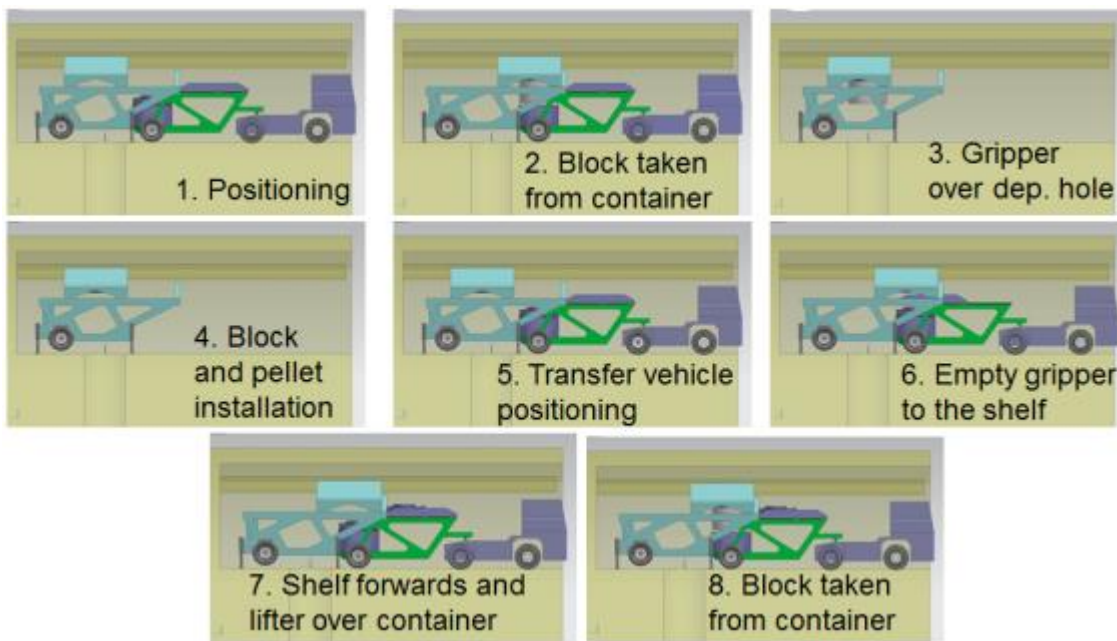 1. Positioning
2. Block taken
from container
3. Gripper
over dep. hole
4. Block
and pellet
installation
5. Transfer vehicle
positioning
6. Empty gripper
to the shelf
7. Shelf forwards and
lifter over container
8. Block taken
from container